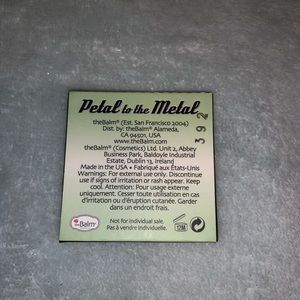 Petal to the Metal
theBalm® (Est. San Francisco 2004)
Dist. by: theBalm® Alameda,
CA 94501, USA
www.theBalm.com
theBalm® (Cosmetics) Ltd. Unit 2, Abbey
Business Park, Baldoyle Industrial
Estate, Dublin 13, Ireland
Made in the USA • Fabriqué aux États-Unis
Warnings: For external use only. Discontinue
use if signs of irritation or rash appear. Keep
cool. Attention: Pour usage externe
uniquement. Cesser toute utilisation en cas
d'irritation ou d'éruption cutanée. Garder
dans un endroit frais.
Not for individual sale.
Pas à vendre individuelle.
theBalm®
12M
392